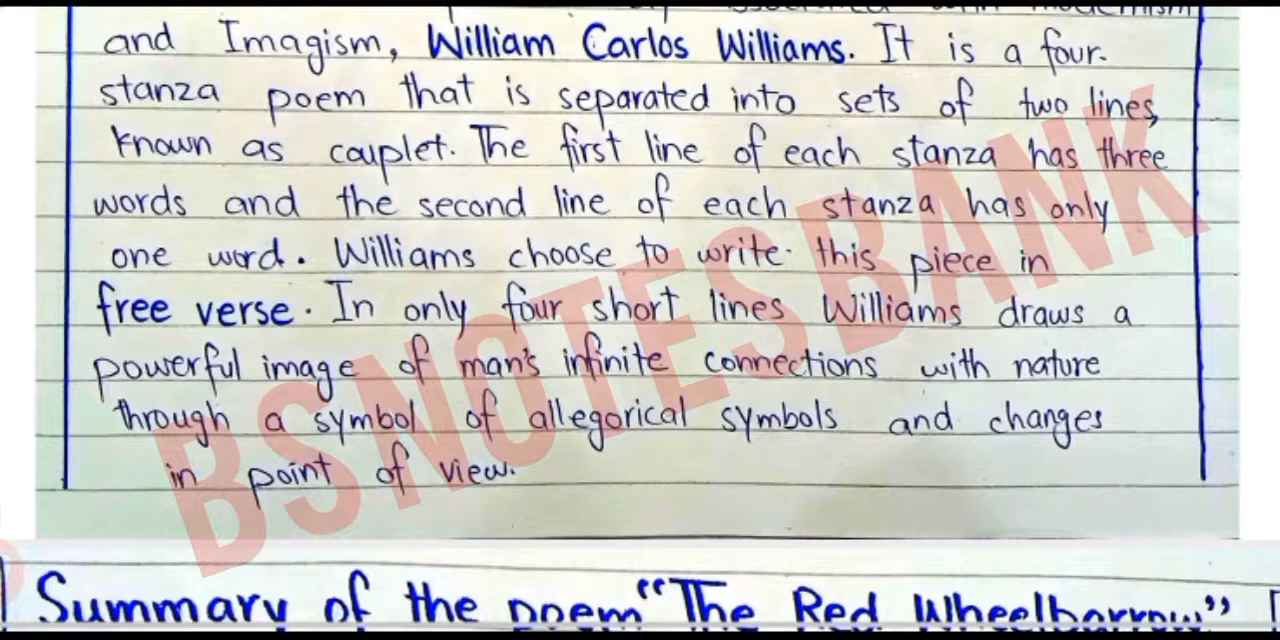 modernism
and Imagism, William Carlos Williams. It is a four.
stanza poem that is separated into sets of two lines,
known as couplet. The first line of each stanza has three
words and the second line of each stanza has only
one word. Williams choose to write this piece in
free verse. In only four short lines Williams draws a
powerful image of man's infinite connections with nature
through a symbol of allegorical symbols and changes
in point of view.
BSNOTESBANK
Summary of the poem "The Red Wheelbarrow"